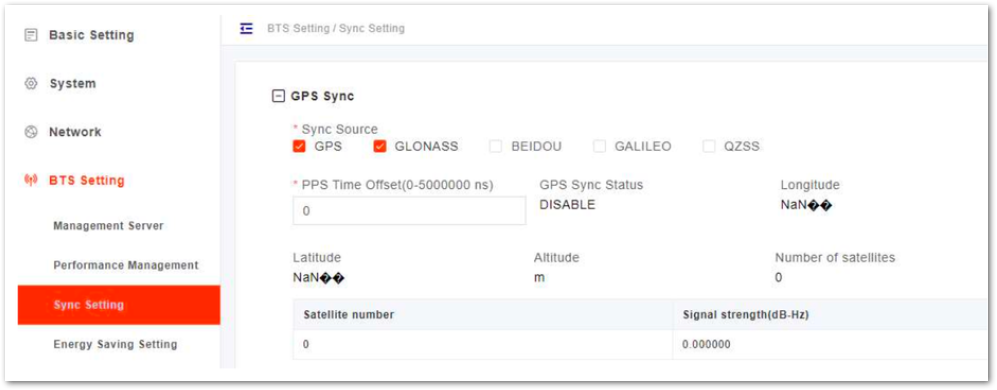 Basic Setting
System
Network
BTS Setting
Management Server
Performance Management
Sync Setting
Energy Saving Setting
BTS Setting / Sync Setting
GPS Sync
* Sync Source
GPS GLONASS BEIDOU GALILEO QZSS
* PPS Time Offset(0-5000000 ns) GPS Sync Status Longitude
0 DISABLE NaN��
Latitude Altitude Number of satellites
NaN�� m 0
Satellite number Signal strength(dB-Hz)
0 0.000000